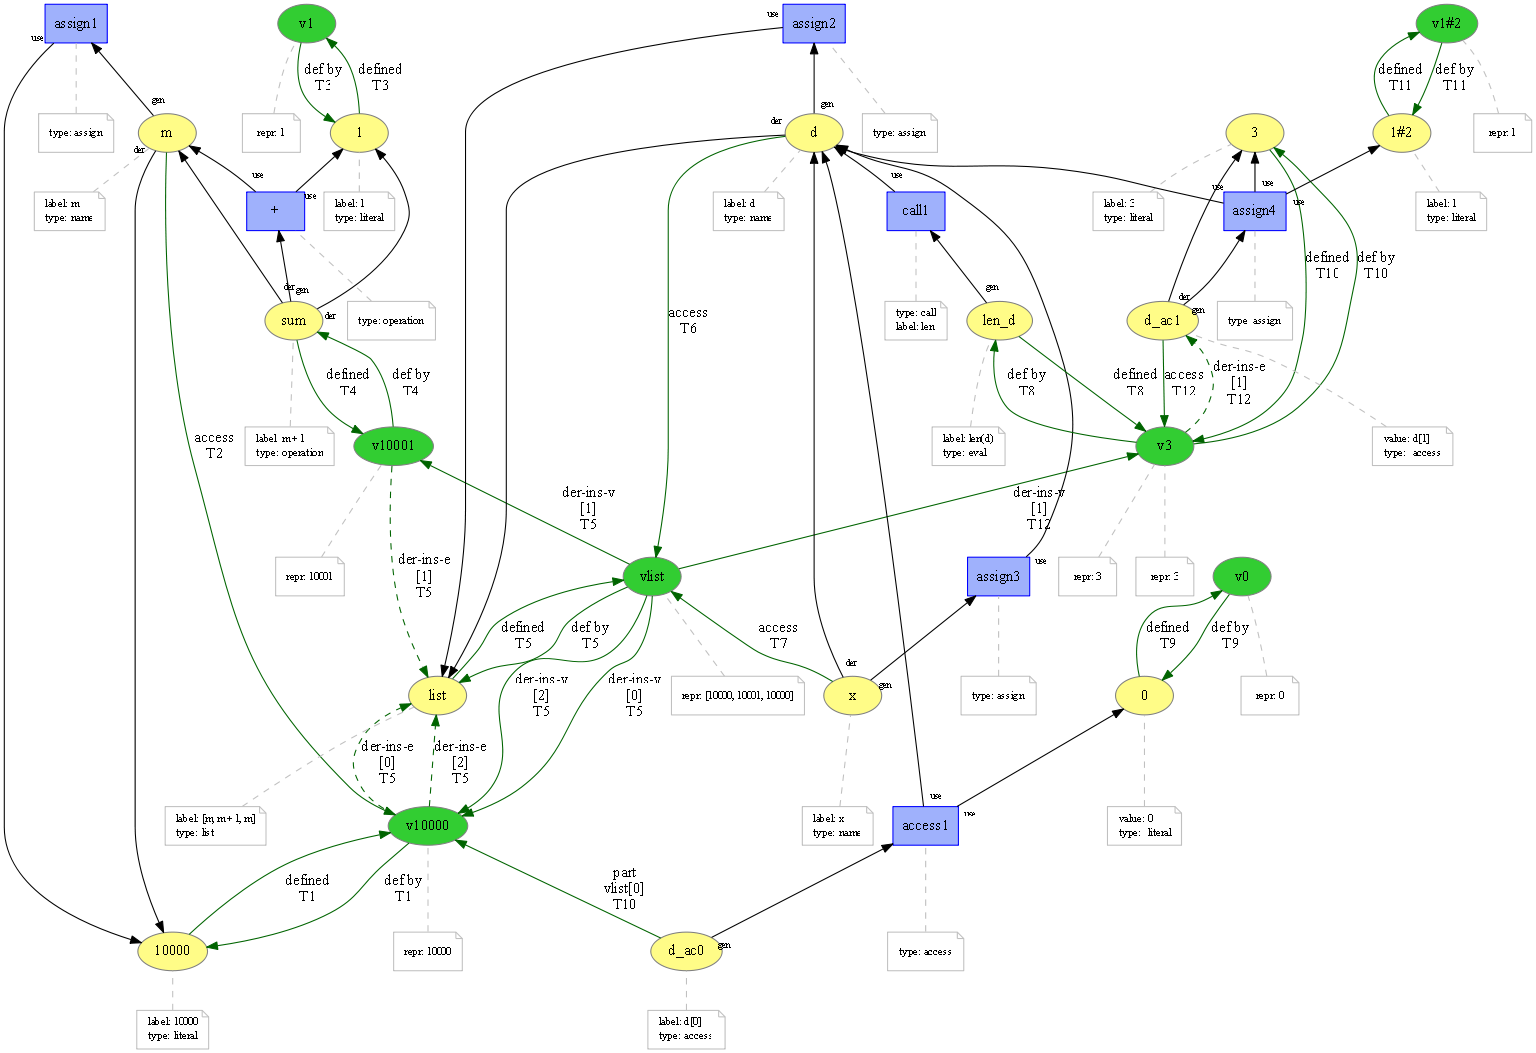 assign1
v1
assign2
v1#2
use
use
def by
T3
defined
T3
defined
T11
def by
T11
gen
gen
der
type: assign
m
repr: 1
1
d
type: assign
3
1#2
repr: 1
der
use
use
use
label: m
type: name
+
use
label: 1
type: literal
label: d
type: name
call1
label: 3
type: literal
use
assign4
use
label: 1
type: literal
defined
T10
def by
T10
der
gen
gen
der
gen
sum
der
type: operation
access
T6
type: call
label: len
len_d
d_ac1
type: assign
defined
T4
def by
T4
def by
T8
defined
T8
access
T12
der-ins-e
[1]
T12
access
T2
label: m+1
type: operation
v10001
label: len(d)
type: eval
v3
value: d[1]
type: access
der-ins-v
[1]
T5
der-ins-v
[1]
T12
der-ins-e
[1]
T5
repr: 10001
vlist
use
assign3
repr: 3
repr: 3
v0
defined
T5
def by
T5
access
T7
defined
T9
def by
T9
der
gen
der-ins-v
[2]
T5
der-ins-v
[0]
T5
list
repr: [10000, 10001, 10000]
x
type: assign
0
repr: 0
der-ins-e
[0]
T5
der-ins-e
[2]
T5
use
use
label: [m, m+1, m]
type: list
v10000
label: x
type: name
access1
value: 0
type: literal
defined
T1
def by
T1
part
vlist[0]
T10
gen
10000
repr: 10000
d_ac0
type: access
label: 10000
type: literal
label: d[0]
type: access